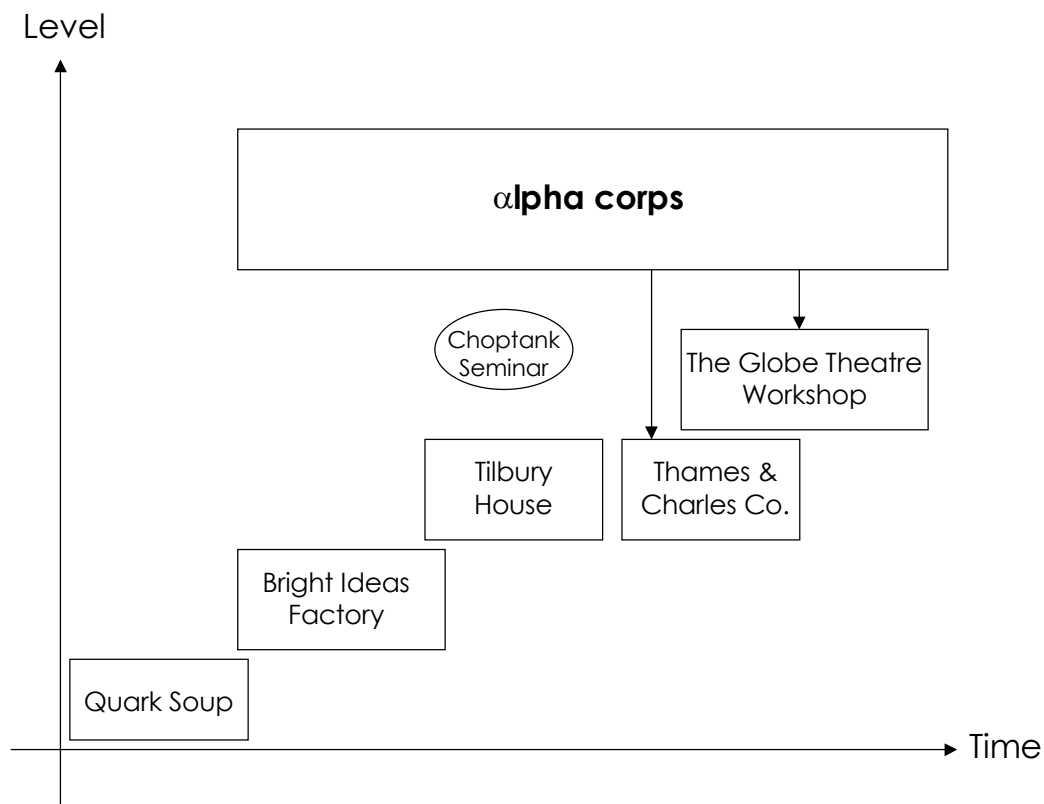 Level
αlpha corps
Choptank
Seminar
The Globe Theatre
Workshop
Tilbury
House
Thames &
Charles Co.
Bright Ideas
Factory
Quark Soup
Time